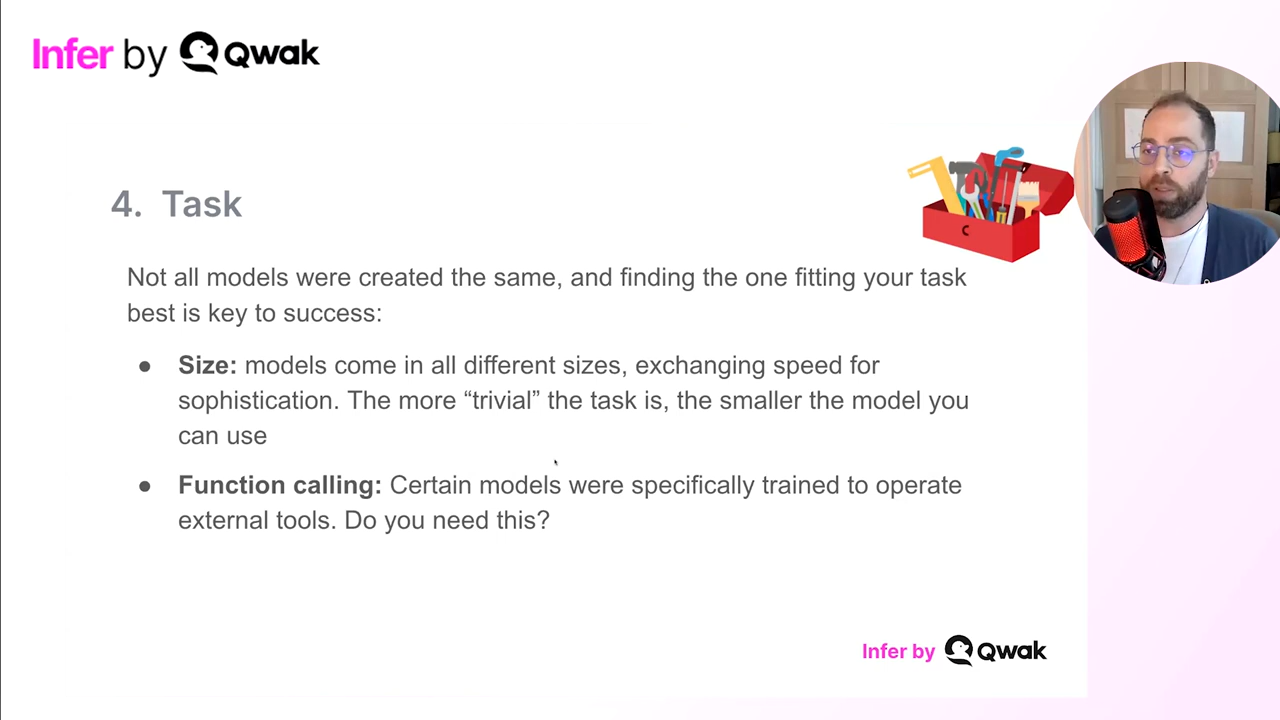 Infer by Qwak
4. Task
Not all models were created the same, and finding the one fitting your task
best is key to success:
● Size: models come in all different sizes, exchanging speed for
sophistication. The more “trivial” the task is, the smaller the model you
can use
● Function calling: Certain models were specifically trained to operate
external tools. Do you need this?
Infer by Qwak